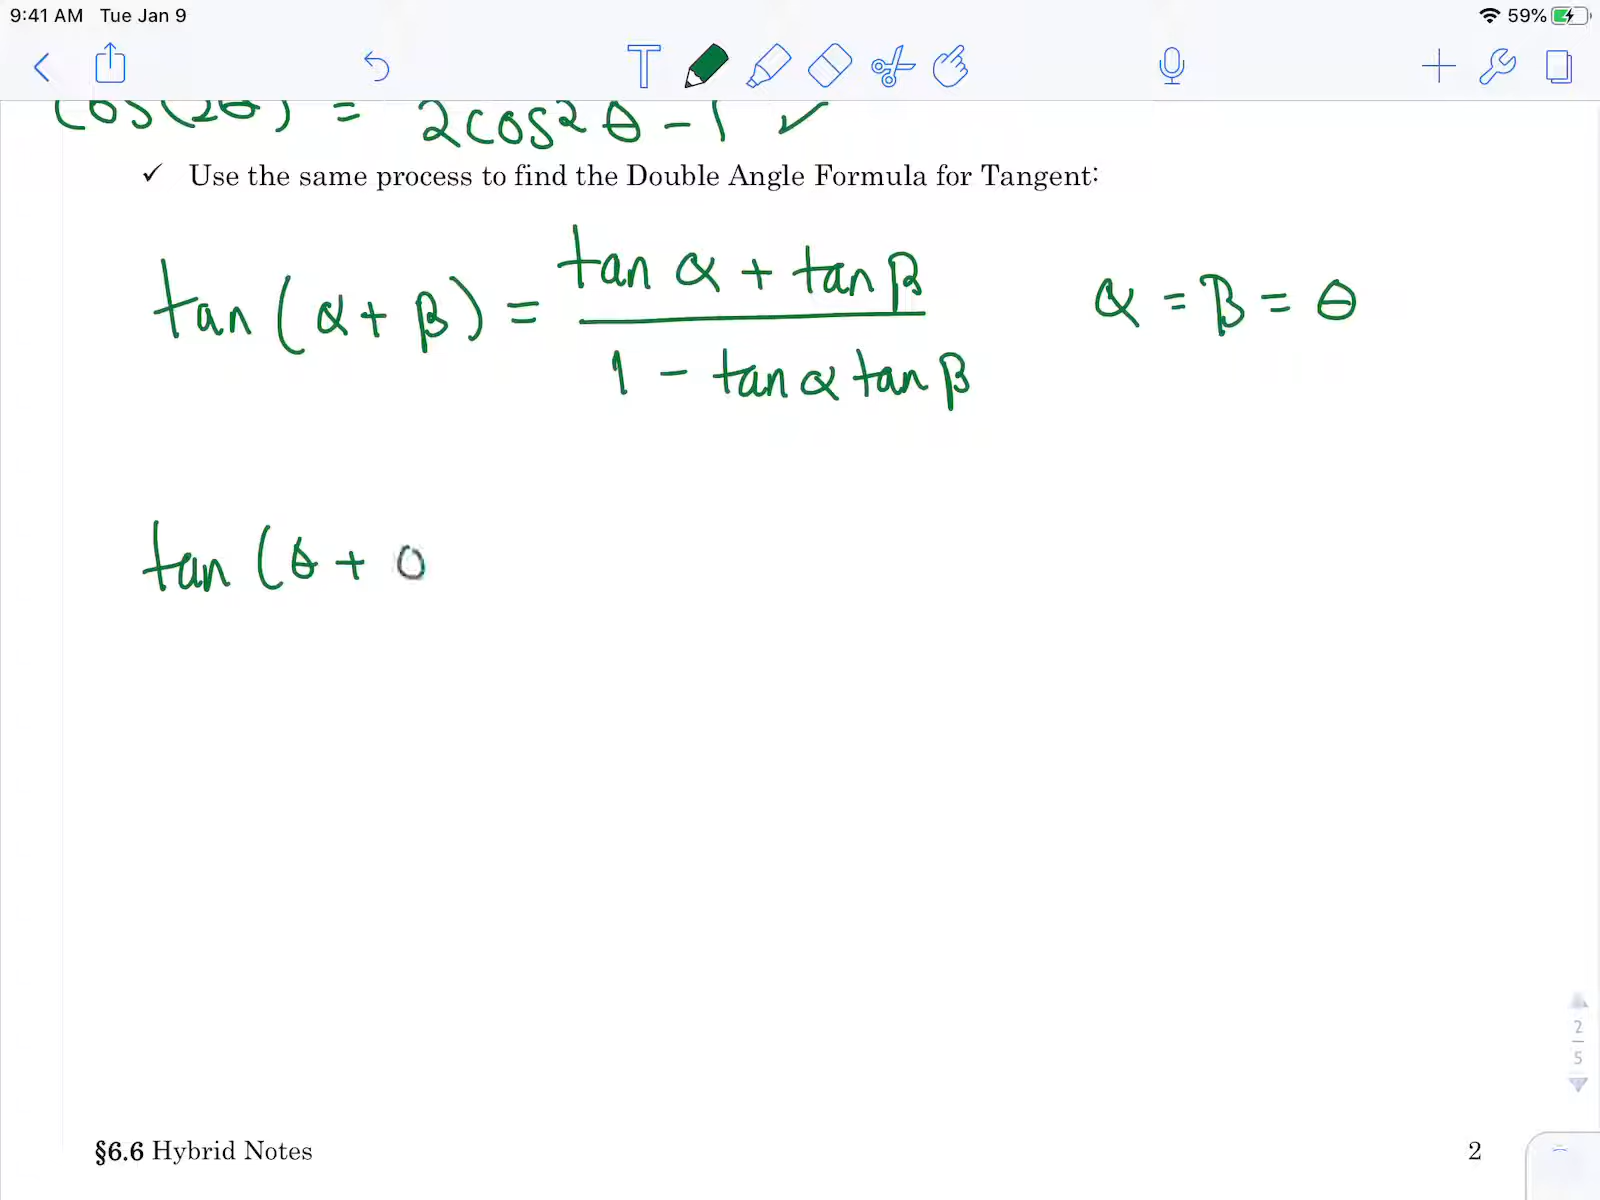 9:41 AM Tue Jan 9 59%
cos(2θ) = 2cos²θ - 1 ✓
✓ Use the same process to find the Double Angle Formula for Tangent:
tan(α + β) = (tan α + tan β) / (1 - tan α tan β) α = β = θ
tan (θ + 0
2
5
§6.6 Hybrid Notes 2